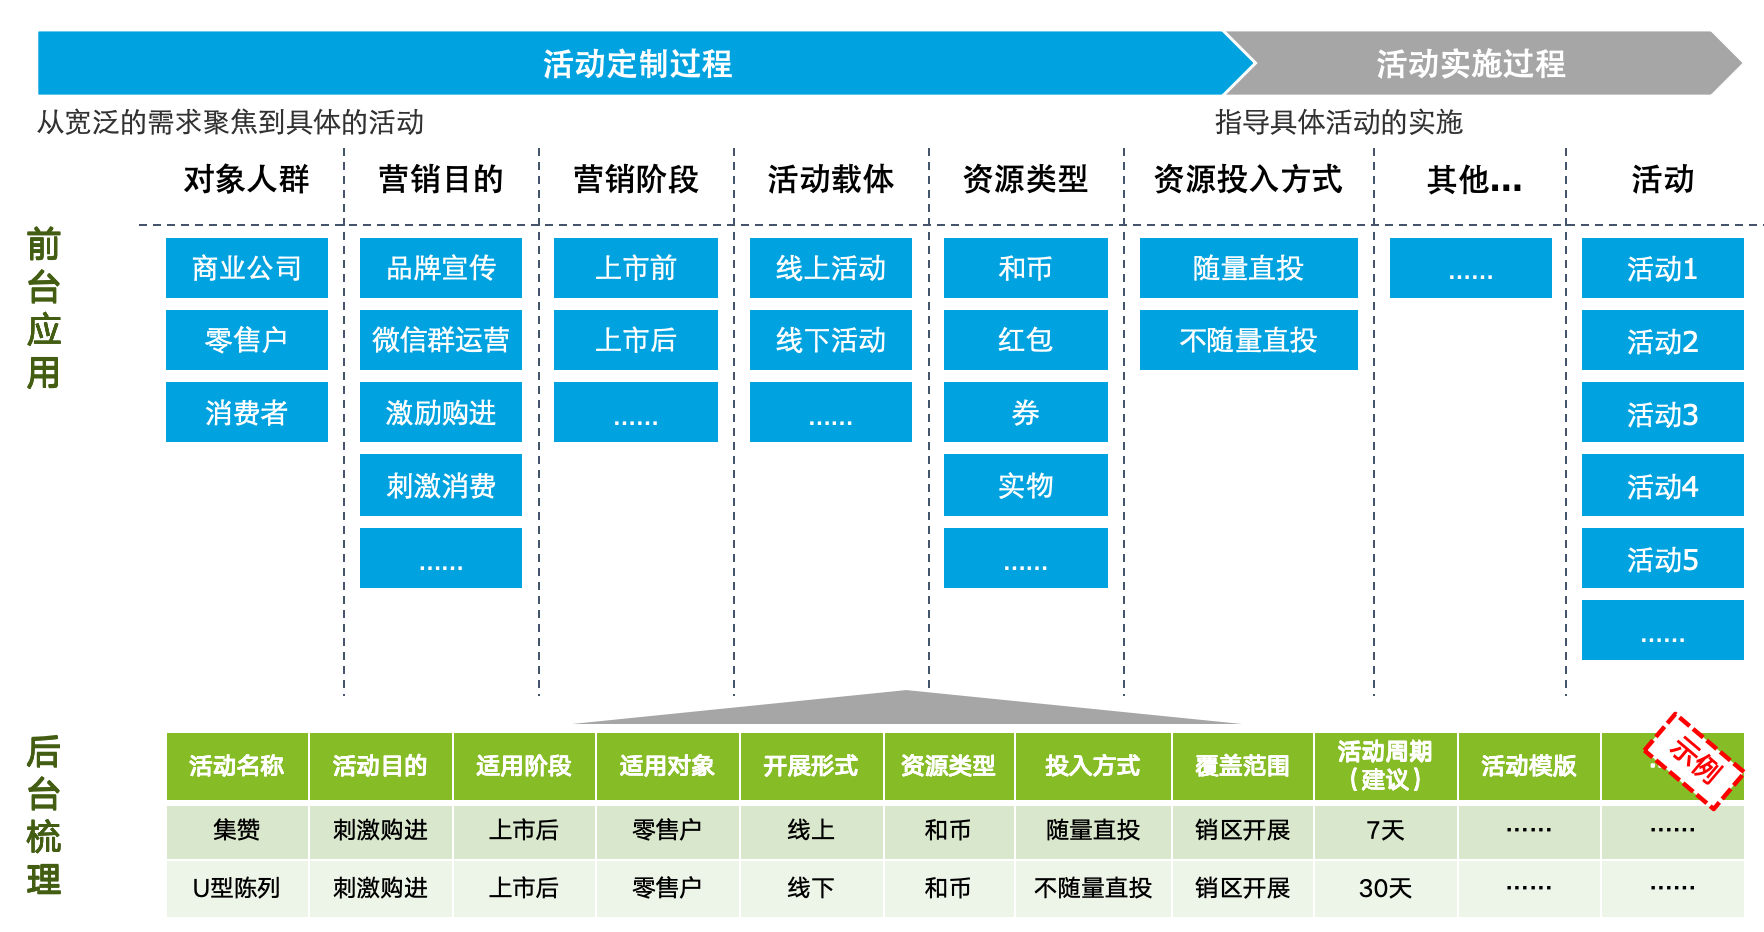 活动定制过程
活动实施过程
从宽泛的需求聚焦到具体的活动
指导具体活动的实施
对象人群
营销目的
营销阶段
活动载体
资源类型
资源投入方式
其他...
活动
前台应用
商业公司
品牌宣传
上市前
线上活动
和币
随量直投
......
活动1
零售户
微信群运营
上市后
线下活动
红包
不随量直投
活动2
消费者
激励购进
......
......
券
活动3
刺激消费
实物
活动4
......
......
活动5
......
后台梳理
活动名称
活动目的
适用阶段
适用对象
开展形式
资源类型
投入方式
覆盖范围
活动周期
（建议）
活动模版
示例
集赞
刺激购进
上市后
零售户
线上
和币
随量直投
销区开展
7天
……
……
U型陈列
刺激购进
上市后
零售户
线下
和币
不随量直投
销区开展
30天
……
……